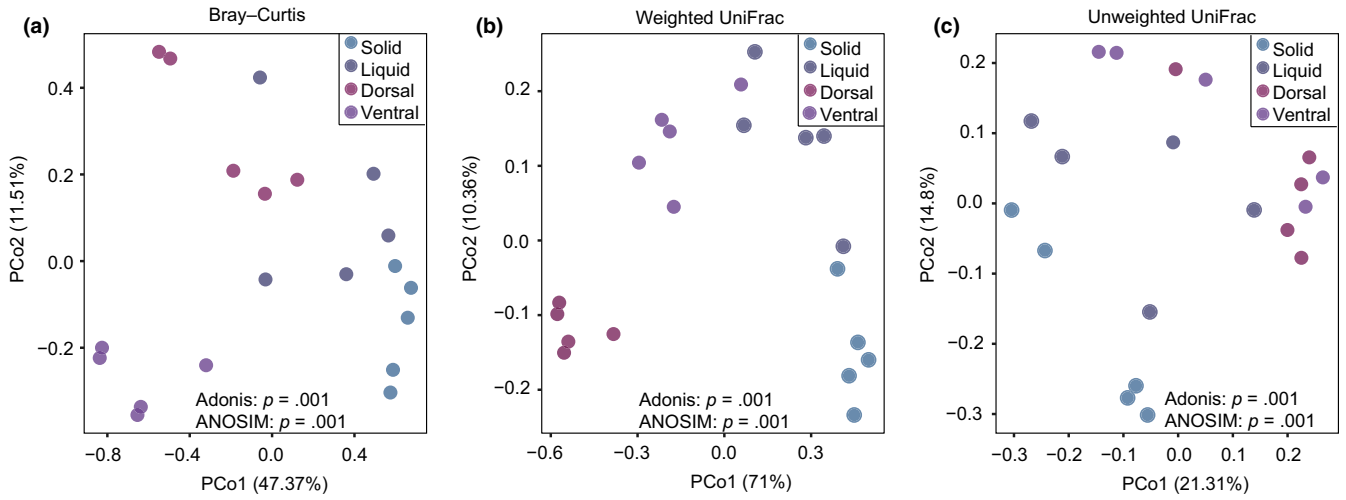 (a)
Bray–Curtis
Solid
Liquid
Dorsal
Ventral
0.4
0.2
0.0
−0.2
PCo2 (11.51%)
Adonis: p = .001
ANOSIM: p = .001
−0.8
−0.4
0.0
0.4
PCo1 (47.37%)
(b)
Weighted UniFrac
Solid
Liquid
Dorsal
Ventral
0.2
0.1
0.0
−0.1
−0.2
PCo2 (10.36%)
Adonis: p = .001
ANOSIM: p = .001
−0.6
−0.3
0.0
0.3
PCo1 (71%)
(c)
Unweighted UniFrac
Solid
Liquid
Dorsal
Ventral
0.2
0.1
0.0
−0.1
−0.2
−0.3
PCo2 (14.8%)
Adonis: p = .001
ANOSIM: p = .001
−0.3
−0.2
−0.1
0.0
0.1
0.2
PCo1 (21.31%)